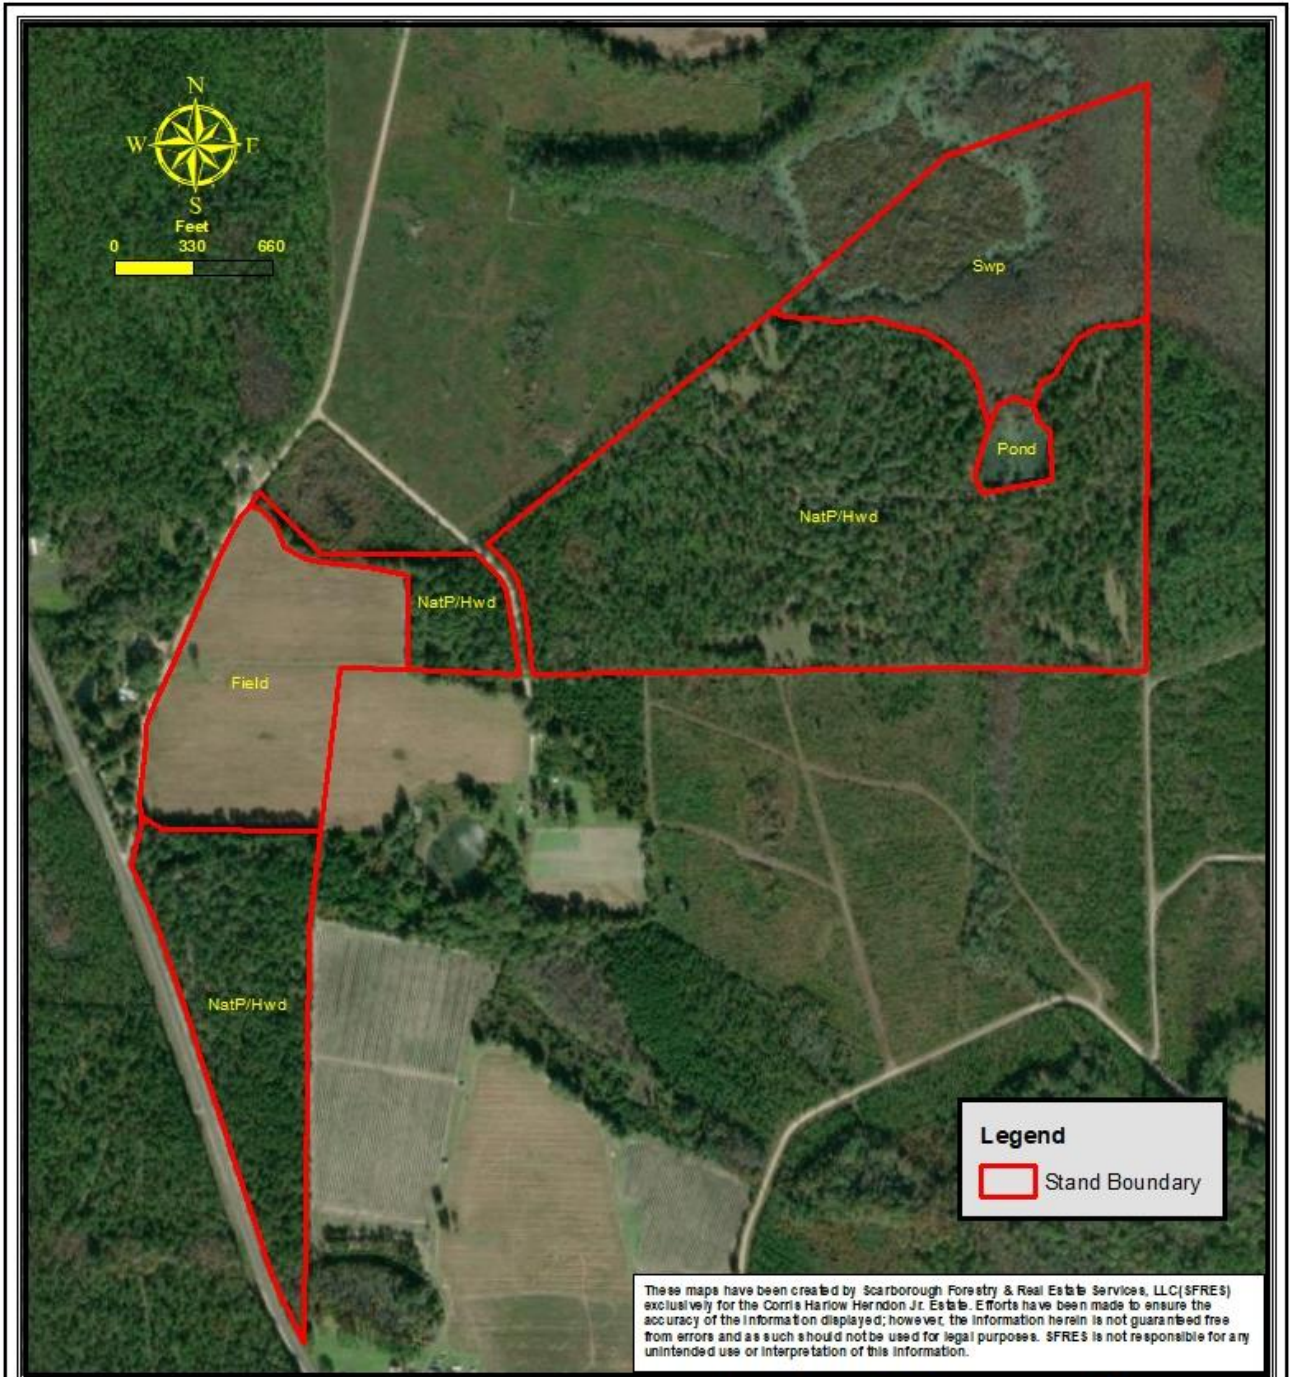 N
W E
S
Feet
0 330 660
Swp
Pond
NatP/Hwd
NatP/Hwd
Field
NatP/Hwd
Legend
Stand Boundary
These maps have been created by Scarborough Forestry & Real Estate Services, LLC(SFRES)
exclusively for the Corris Harlow Herndon Jr. Estate. Efforts have been made to ensure the
accuracy of the information displayed; however, the information herein is not guaranteed free
from errors and as such should not be used for legal purposes. SFRES is not responsible for any
unintended use or interpretation of this information.